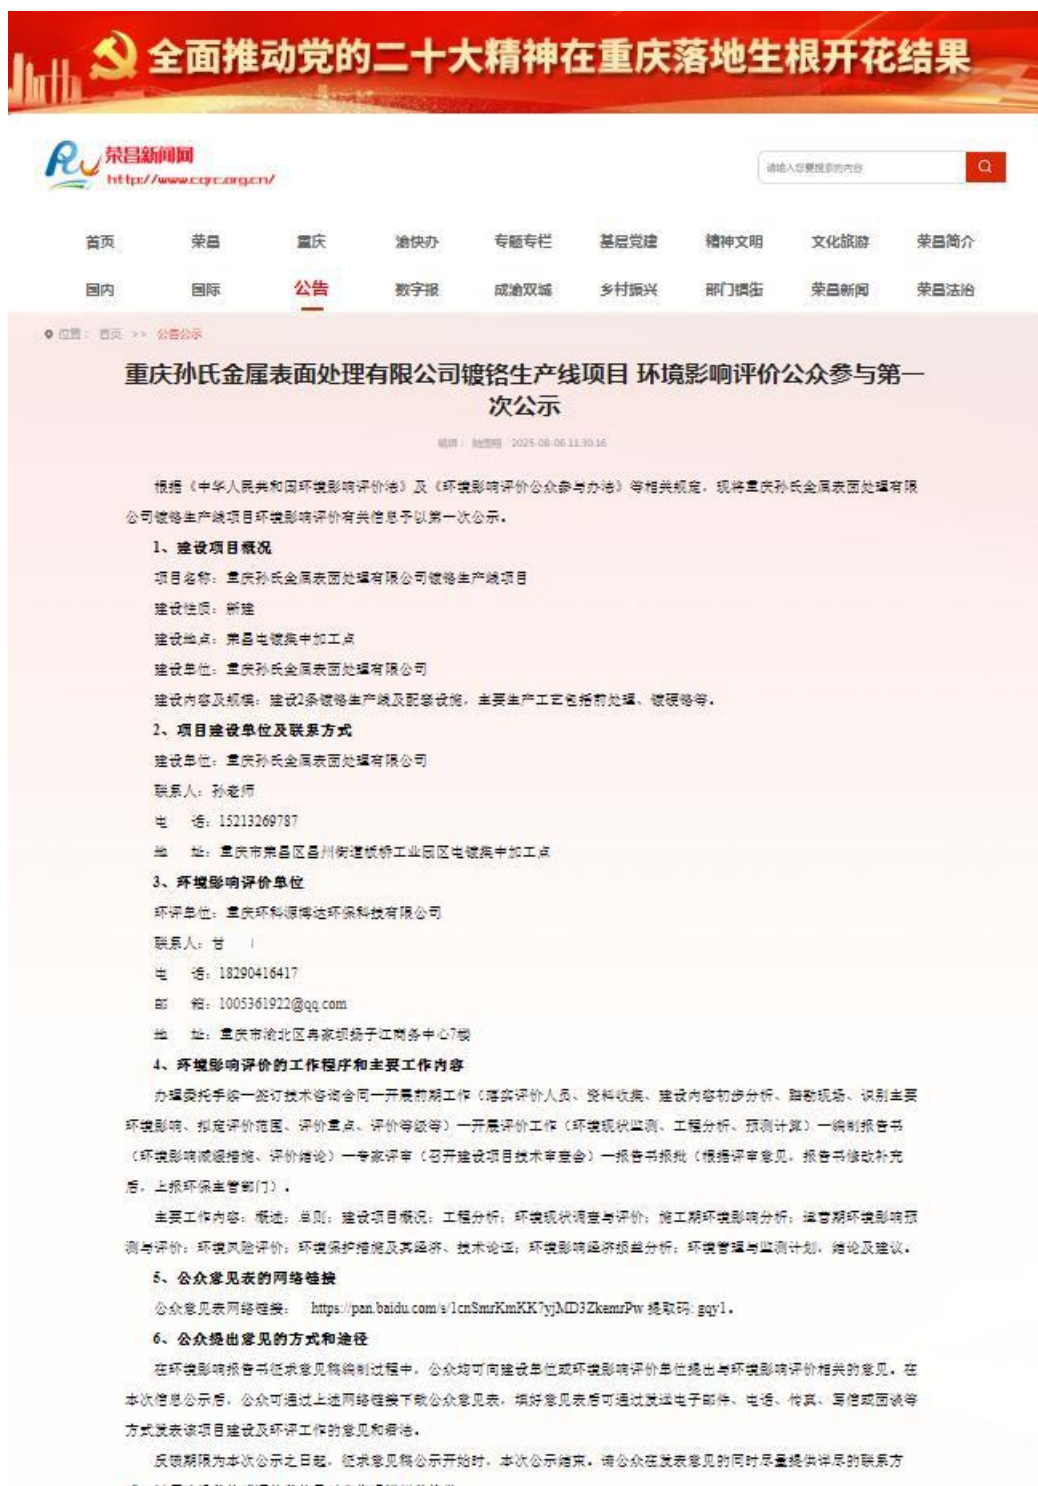 全面推动党的二十大精神在重庆落地生根开花结果
荣昌新闻网
http://www.cqrc.org.cn/
请输入您要搜索的内容
首页 荣昌 重庆 渝快办 专题专栏 基层党建 精神文明 文化旅游 荣昌简介
国内 国际 公告 数字报 成渝双城 乡村振兴 部门镇街 荣昌新闻 荣昌法治
位置： 首页 >> 公告公示
重庆孙氏金属表面处理有限公司镀铬生产线项目 环境影响评价公众参与第一
次公示
编辑： 2025-08-06 11:30:16
根据《中华人民共和国环境影响评价法》及《环境影响评价公众参与办法》等相关规定，现将重庆孙氏金属表面处理有限
公司镀铬生产线项目环境影响评价有关信息予以第一次公示。
1、建设项目概况
项目名称：重庆孙氏金属表面处理有限公司镀铬生产线项目
建设性质：新建
建设地点：荣昌电镀集中加工点
建设单位：重庆孙氏金属表面处理有限公司
建设内容及规模：建设2条镀铬生产线及配套设施，主要生产工艺包括前处理、镀硬铬等。
2、项目建设单位及联系方式
建设单位：重庆孙氏金属表面处理有限公司
联系人：孙老师
电 话：15213269787
地 址：重庆市荣昌区昌州街道板桥工业园区电镀集中加工点
3、环境影响评价单位
环评单位：重庆环科源博达环保科技有限公司
联系人：甘
电 话：18290416417
邮 箱：1005361922@qq.com
地 址：重庆市渝北区冉家坝扬子江商务中心7楼
4、环境影响评价的工作程序和主要工作内容
办理委托手续—签订技术咨询合同—开展前期工作（落实评价人员、资料收集、建设内容初步分析、踏勘现场、识别主要
环境影响、拟定评价范围、评价重点、评价等级等）—开展评价工作（环境现状监测、工程分析、预测计算）—编制报告书
（环境影响减缓措施、评价结论）—专家评审（召开建设项目技术审查会）—报告书报批（根据评审意见，报告书修改补充
后，上报环保主管部门）。
主要工作内容：概述；总则；建设项目概况；工程分析；环境现状调查与评价；施工期环境影响分析；运营期环境影响预
测与评价；环境风险评价；环境保护措施及其经济、技术论证；环境影响经济损益分析；环境管理与监测计划，结论及建议。
5、公众意见表的网络链接
公众意见表网络链接： https://pan.baidu.com/s/1cnSmrKmKK7yjMD3ZkemrPw 提取码: gqy1。
6、公众提出意见的方式和途径
在环境影响报告书征求意见稿编制过程中，公众均可向建设单位或环境影响评价单位提出与环境影响评价相关的意见。在
本次信息公示后，公众可通过上述网络链接下载公众意见表，填好意见表后可通过发送电子邮件、电话、传真、写信或面谈等
方式发表该项目建设及环评工作的意见和看法。
反馈期限为本次公示之日起，征求意见稿公示开始时，本次公示结束。请公众在发表意见的同时尽量提供详尽的联系方